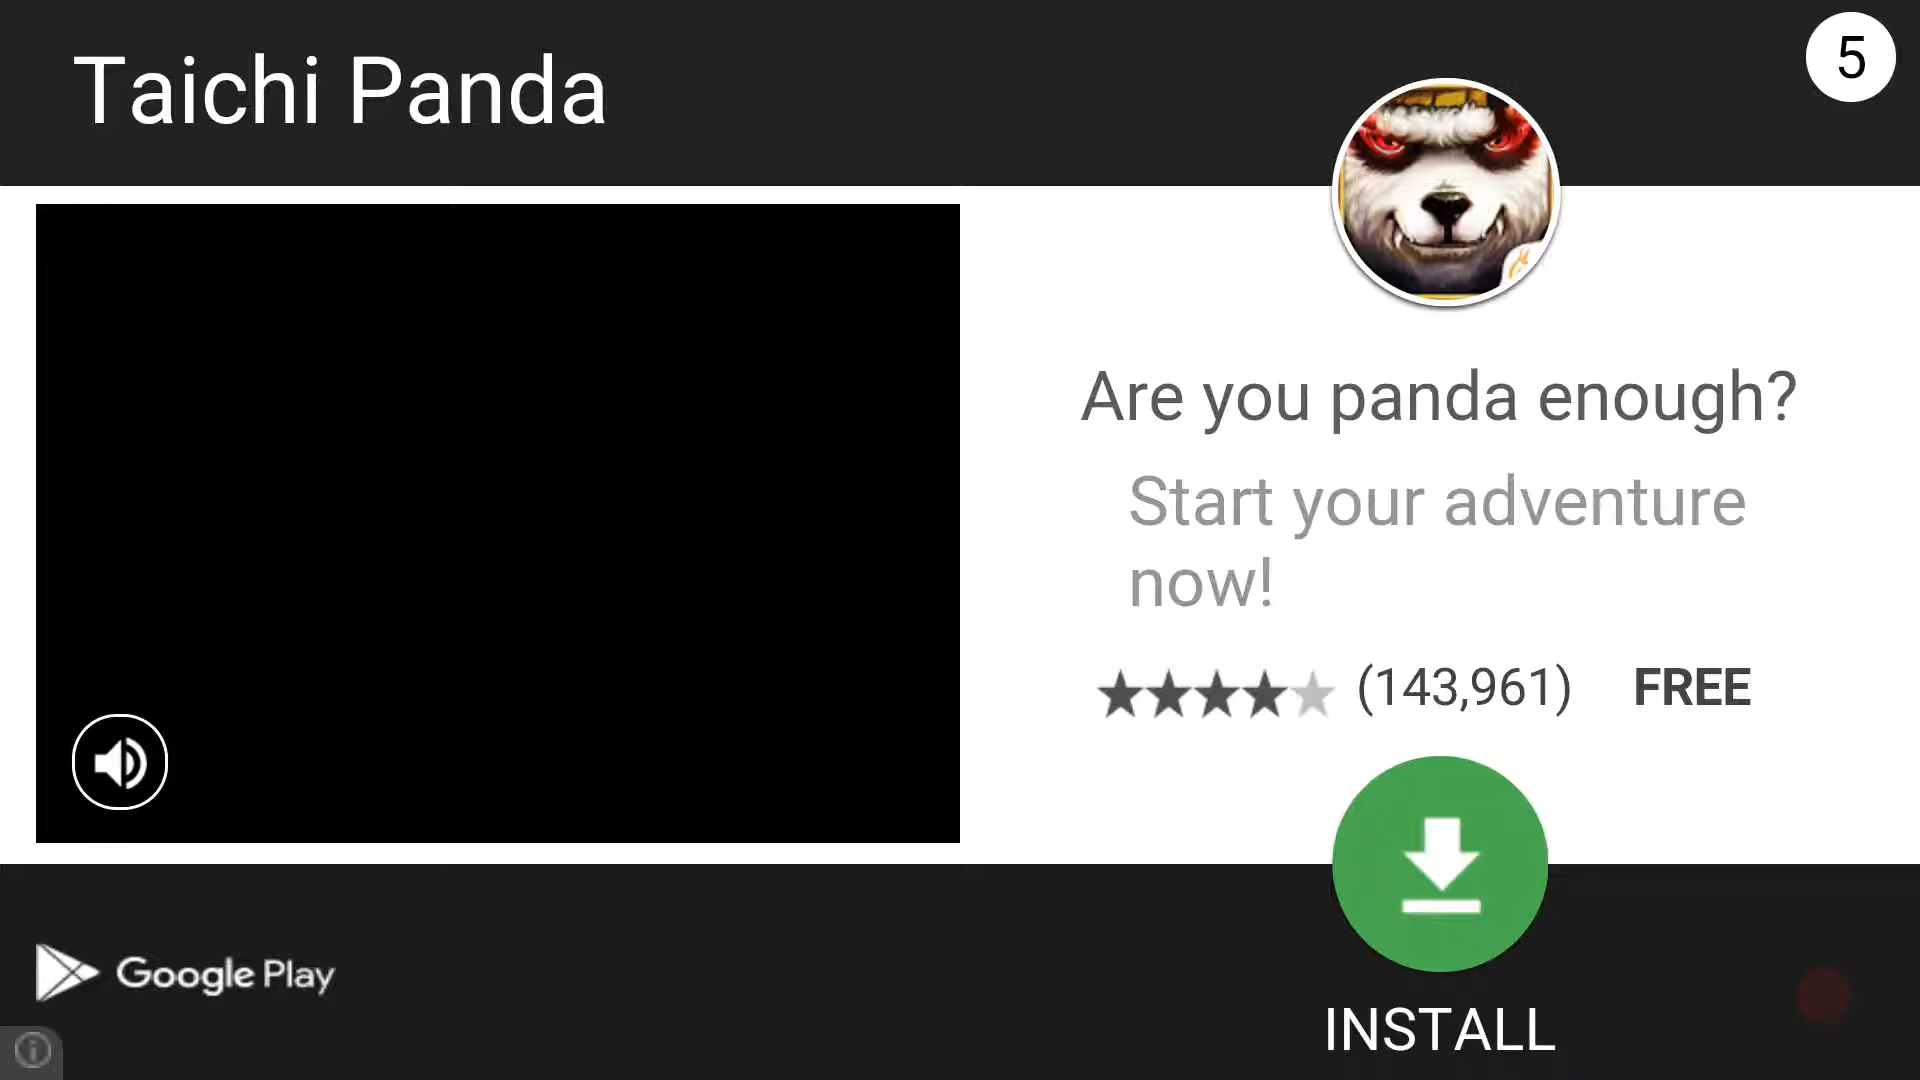 Taichi Panda
5
Are you panda enough?
Start your adventure
now!
(143,961) FREE
Google Play
INSTALL